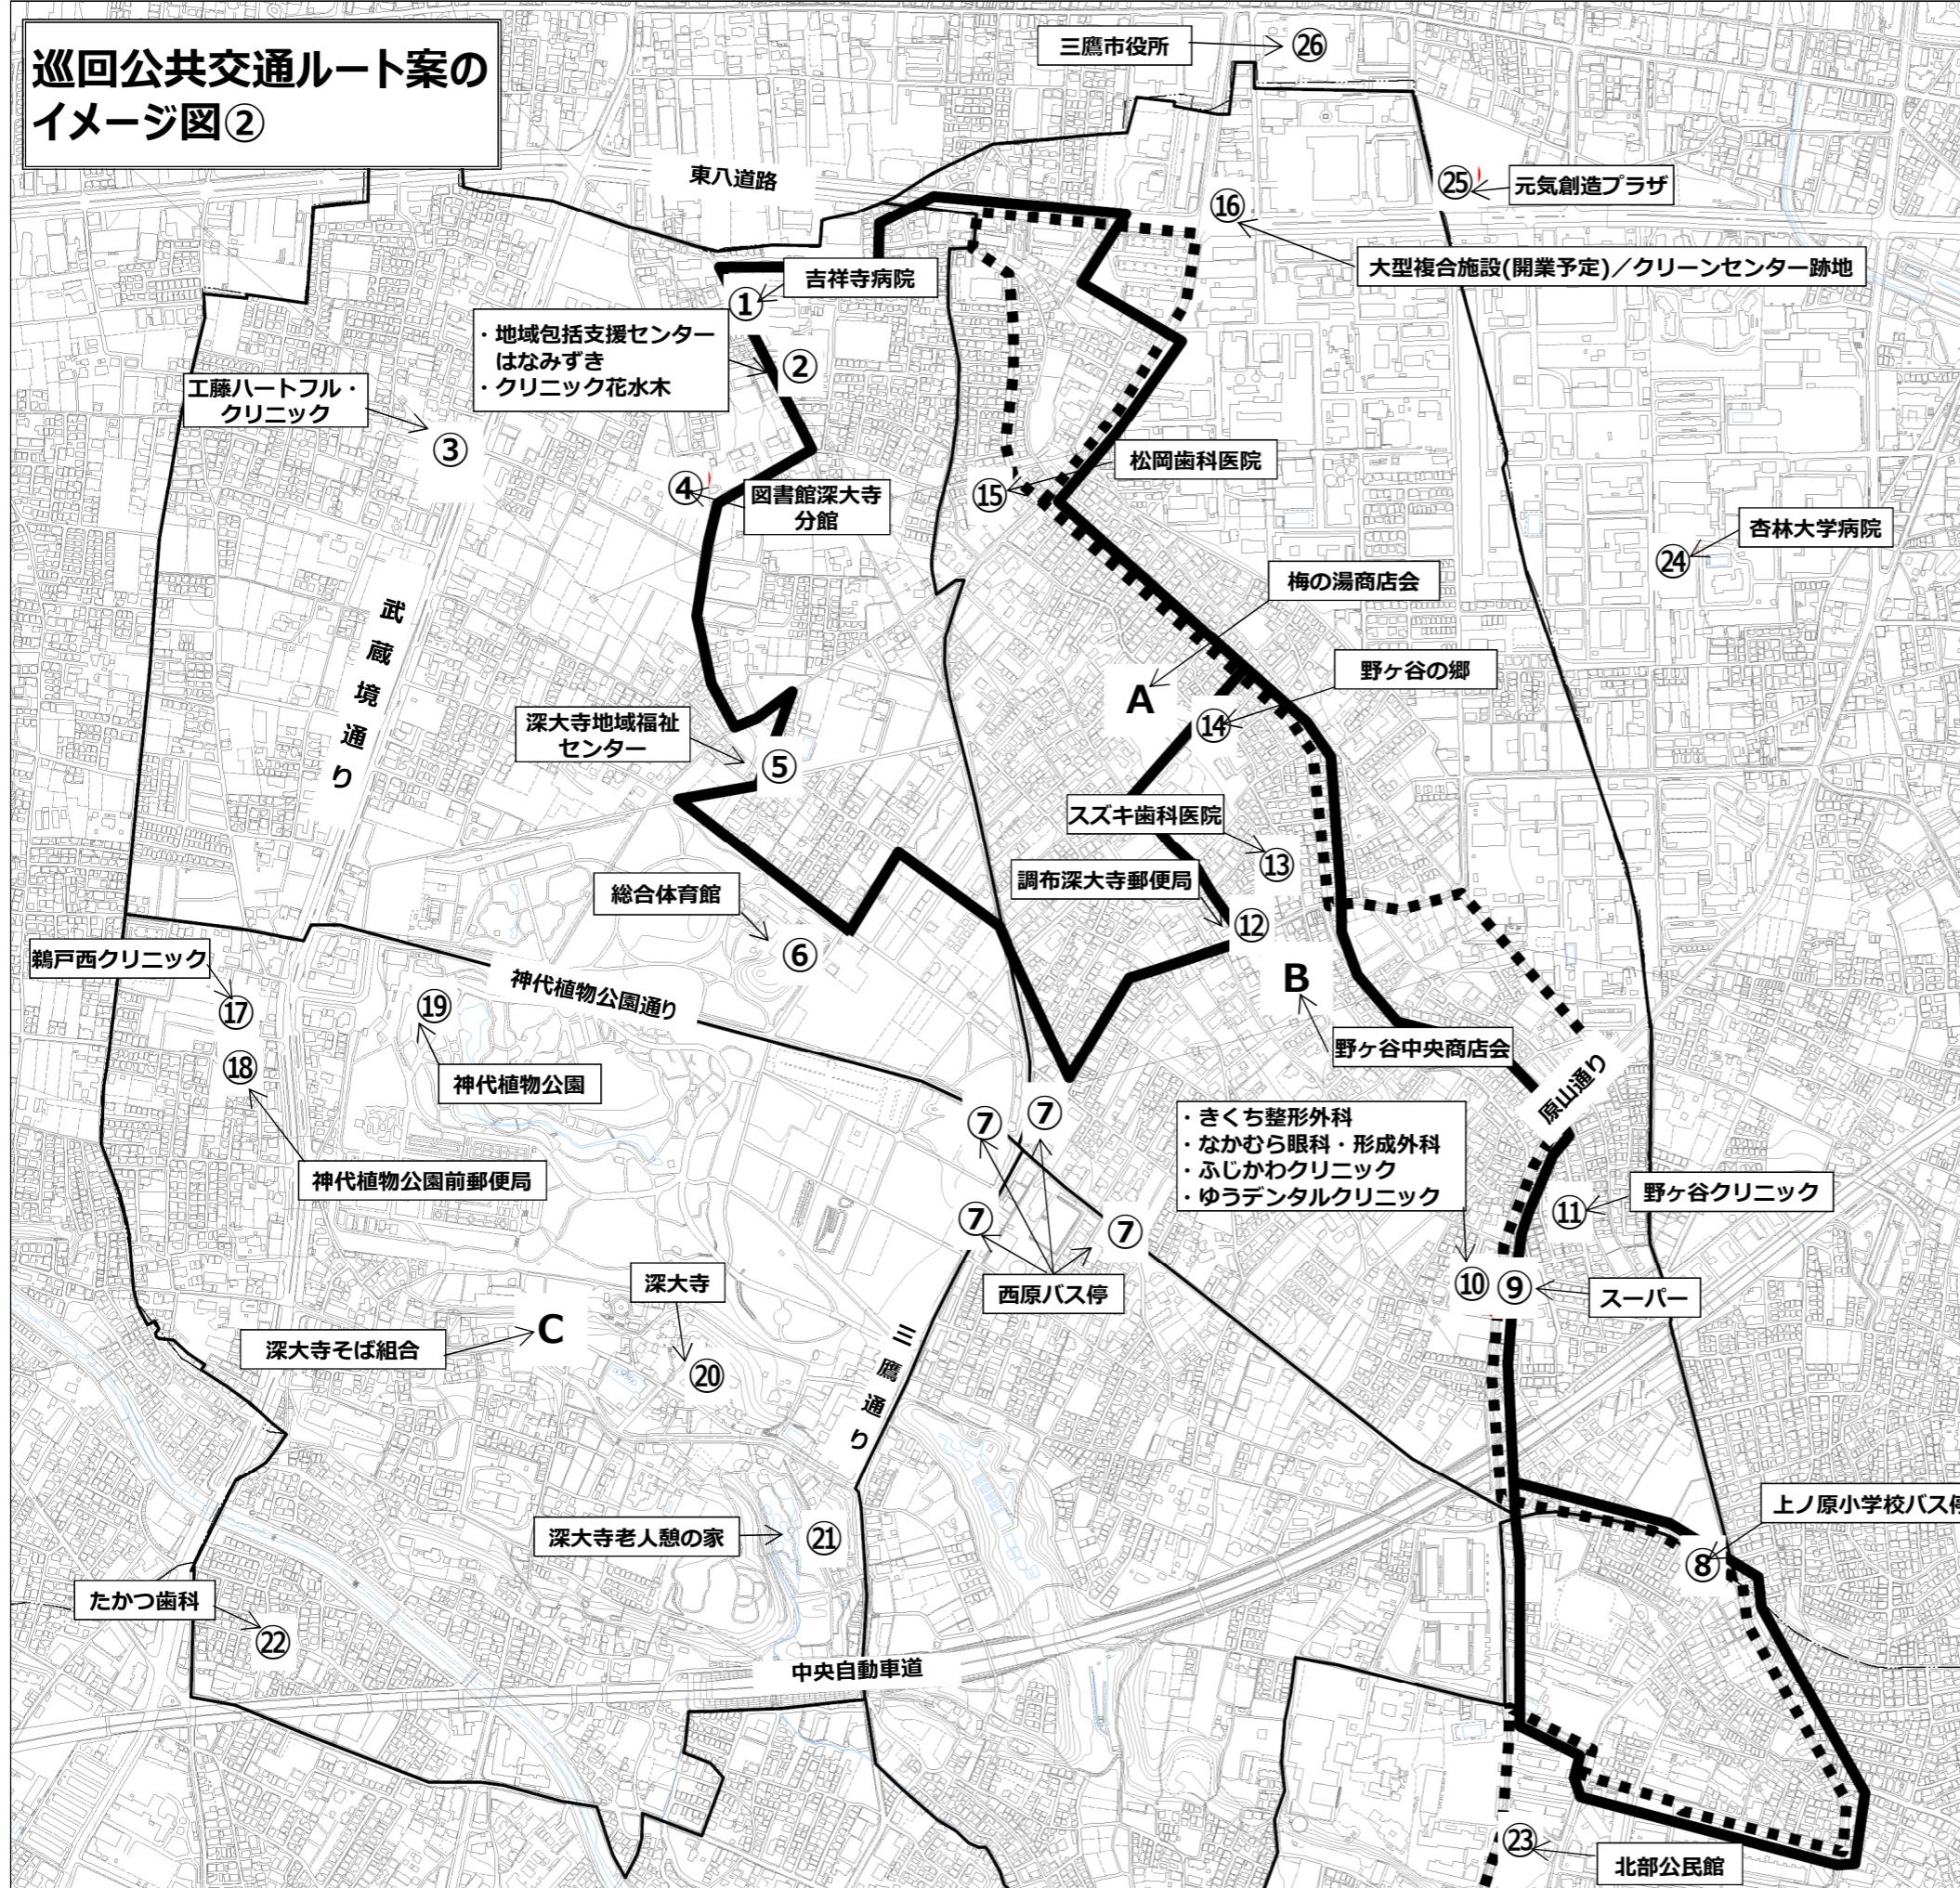 巡回公共交通ルート案の
イメージ図②
三鷹市役所
㉖
東八道路
㉕
元気創造プラザ
⑯
大型複合施設(開業予定)／クリーンセンター跡地
吉祥寺病院
①
・地域包括支援センター
はなみずき
・クリニック花水木
②
工藤ハートフル・
クリニック
③
④
図書館深大寺
分館
松岡歯科医院
⑮
杏林大学病院
㉔
武蔵境通り
梅の湯商店会
A
野ヶ谷の郷
⑭
深大寺地域福祉
センター
⑤
スズキ歯科医院
⑬
調布深大寺郵便局
⑫
総合体育館
⑥
鵜戸西クリニック
⑰
神代植物公園通り
⑲
神代植物公園
⑱
神代植物公園前郵便局
B
野ヶ谷中央商店会
原山通り
⑦
⑦
⑦
⑦
西原バス停
・きくち整形外科
・なかむら眼科・形成外科
・ふじかわクリニック
・ゆうデンタルクリニック
⑪
野ヶ谷クリニック
⑩
⑨
スーパー
深大寺
⑳
深大寺そば組合
C
三鷹通り
上ノ原小学校バス停
⑧
深大寺老人憩の家
㉑
たかつ歯科
㉒
中央自動車道
㉓
北部公民館